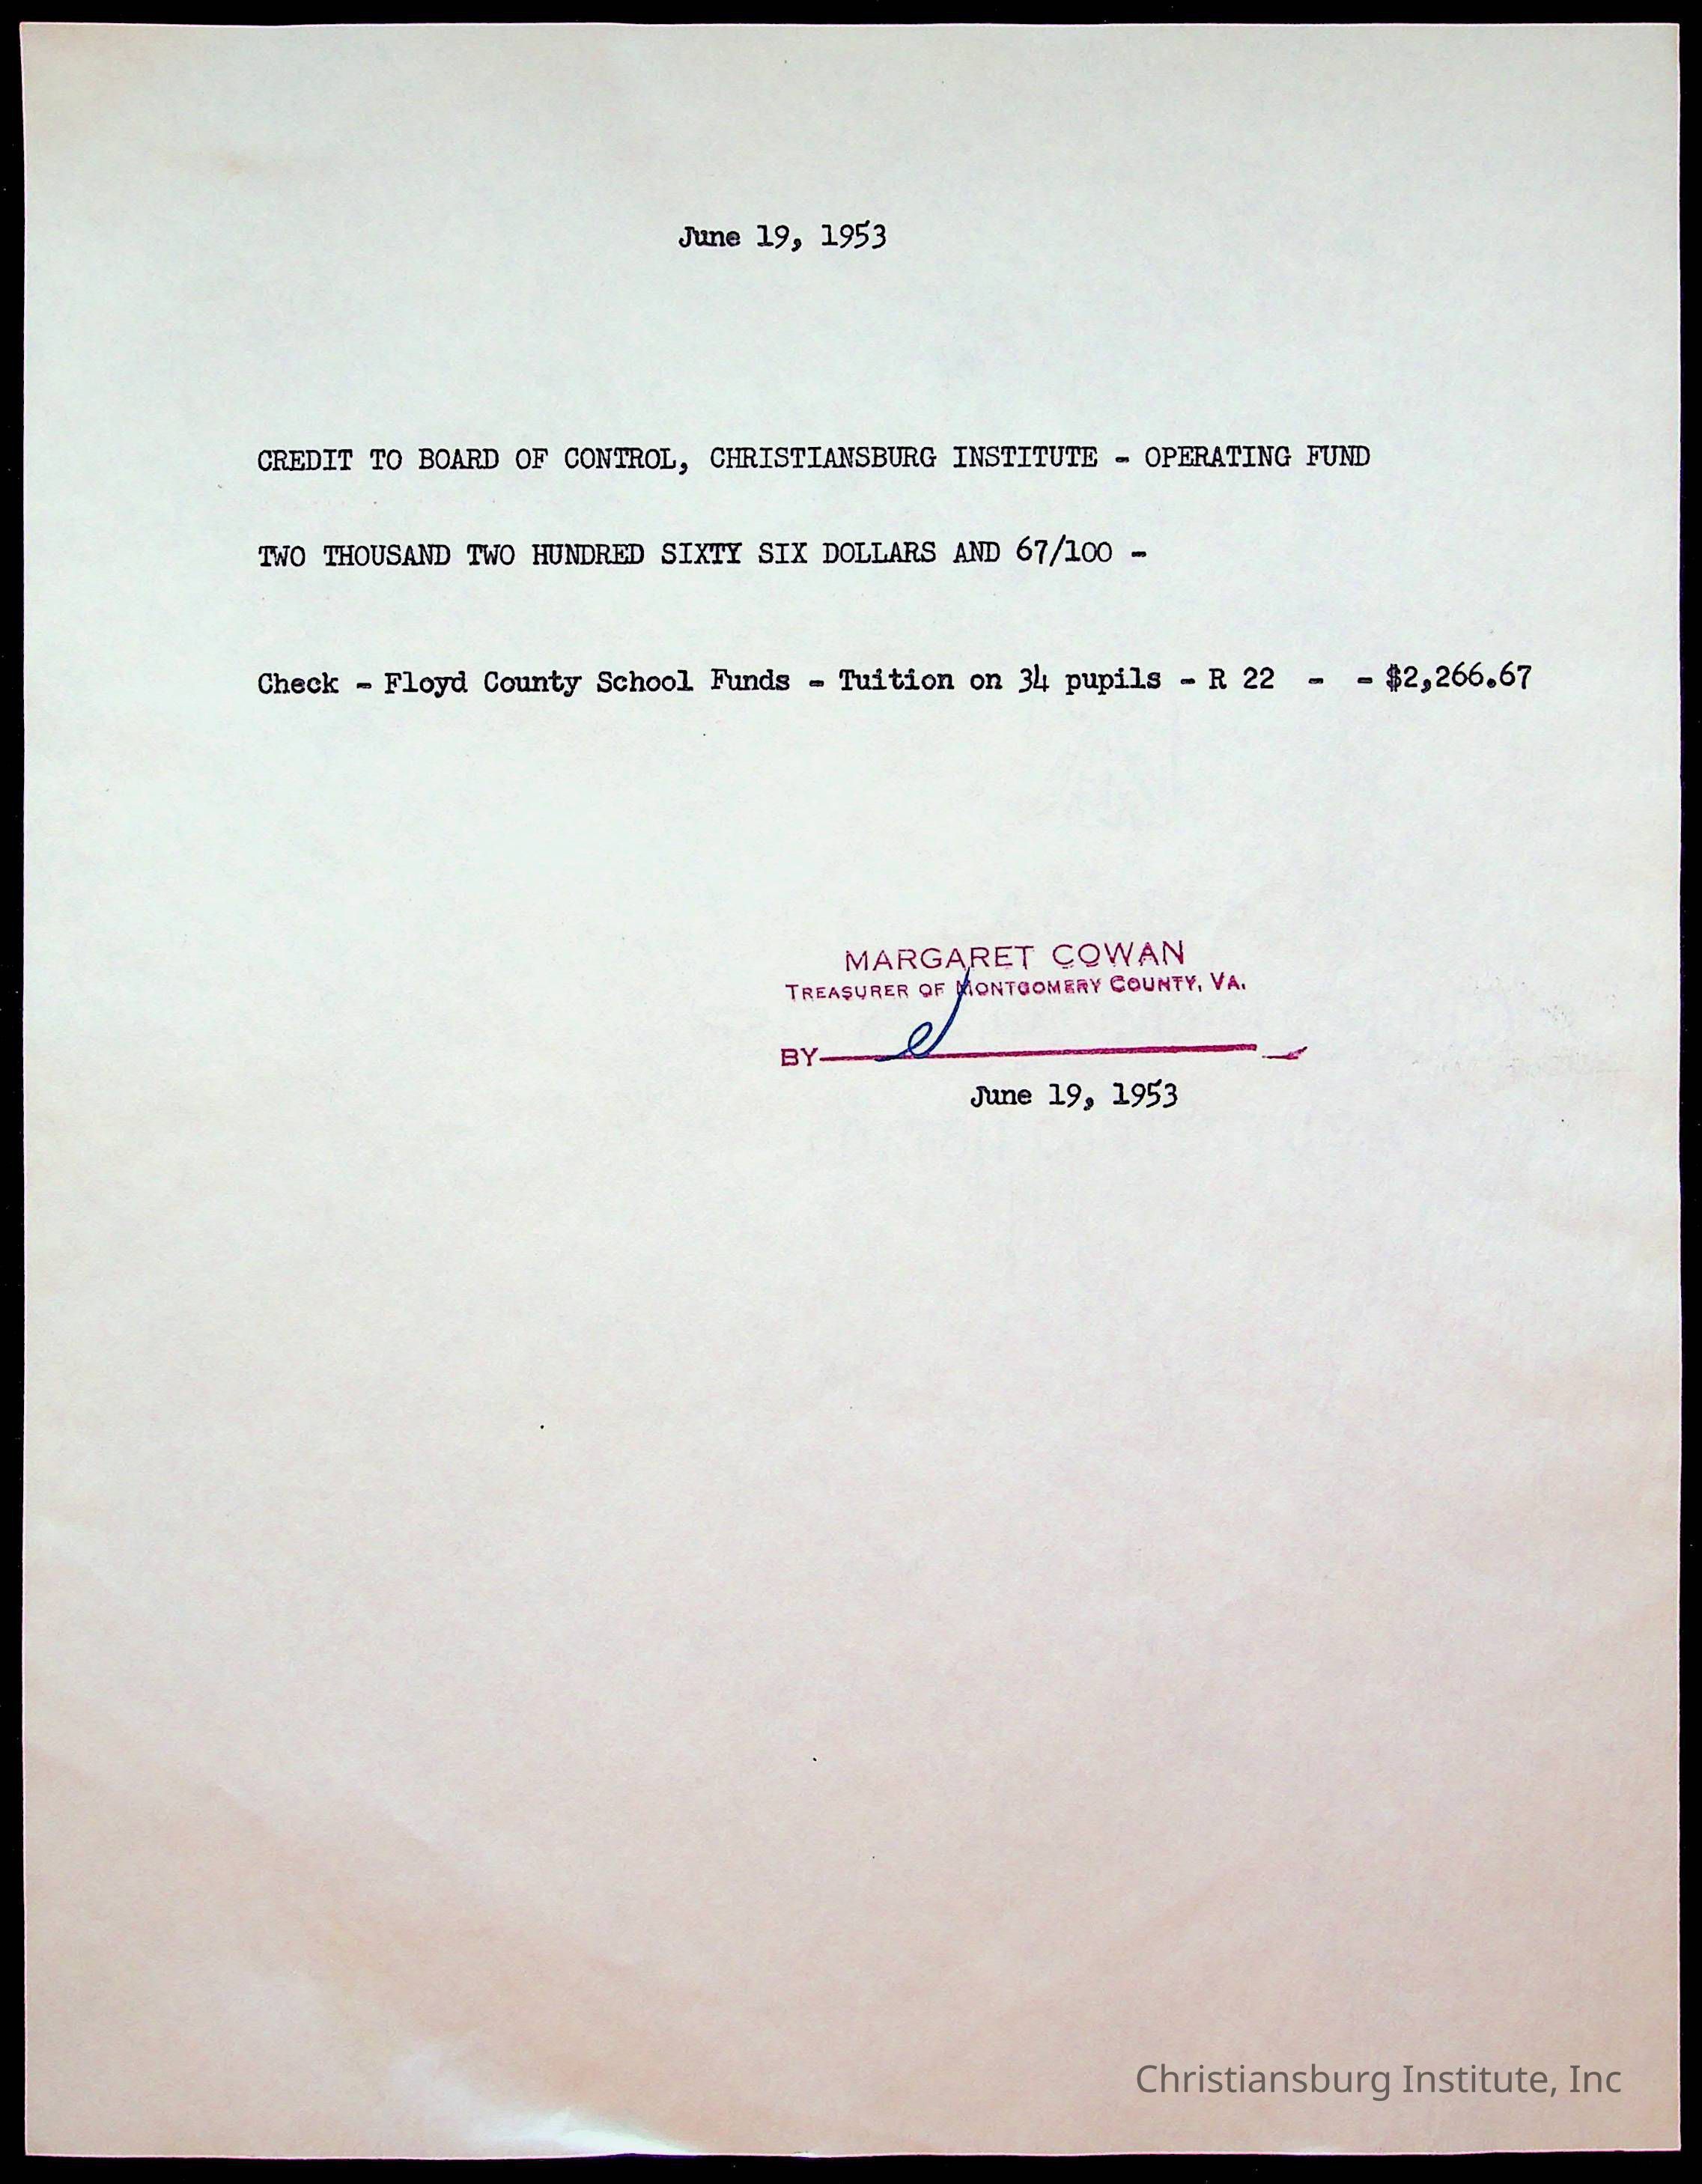 June 19, 1953
CREDIT TO BOARD OF CONTROL, CHRISTIANSBURG INSTITUTE - OPERATING FUND
TWO THOUSAND TWO HUNDRED SIXTY SIX DOLLARS AND 67/100 -
Check - Floyd County School Funds - Tuition on 34 pupils - R 22 - - $2,266.67
MARGARET COWAN
TREASURER OF MONTGOMERY COUNTY, VA.
BY
June 19, 1953
Christiansburg Institute, Inc